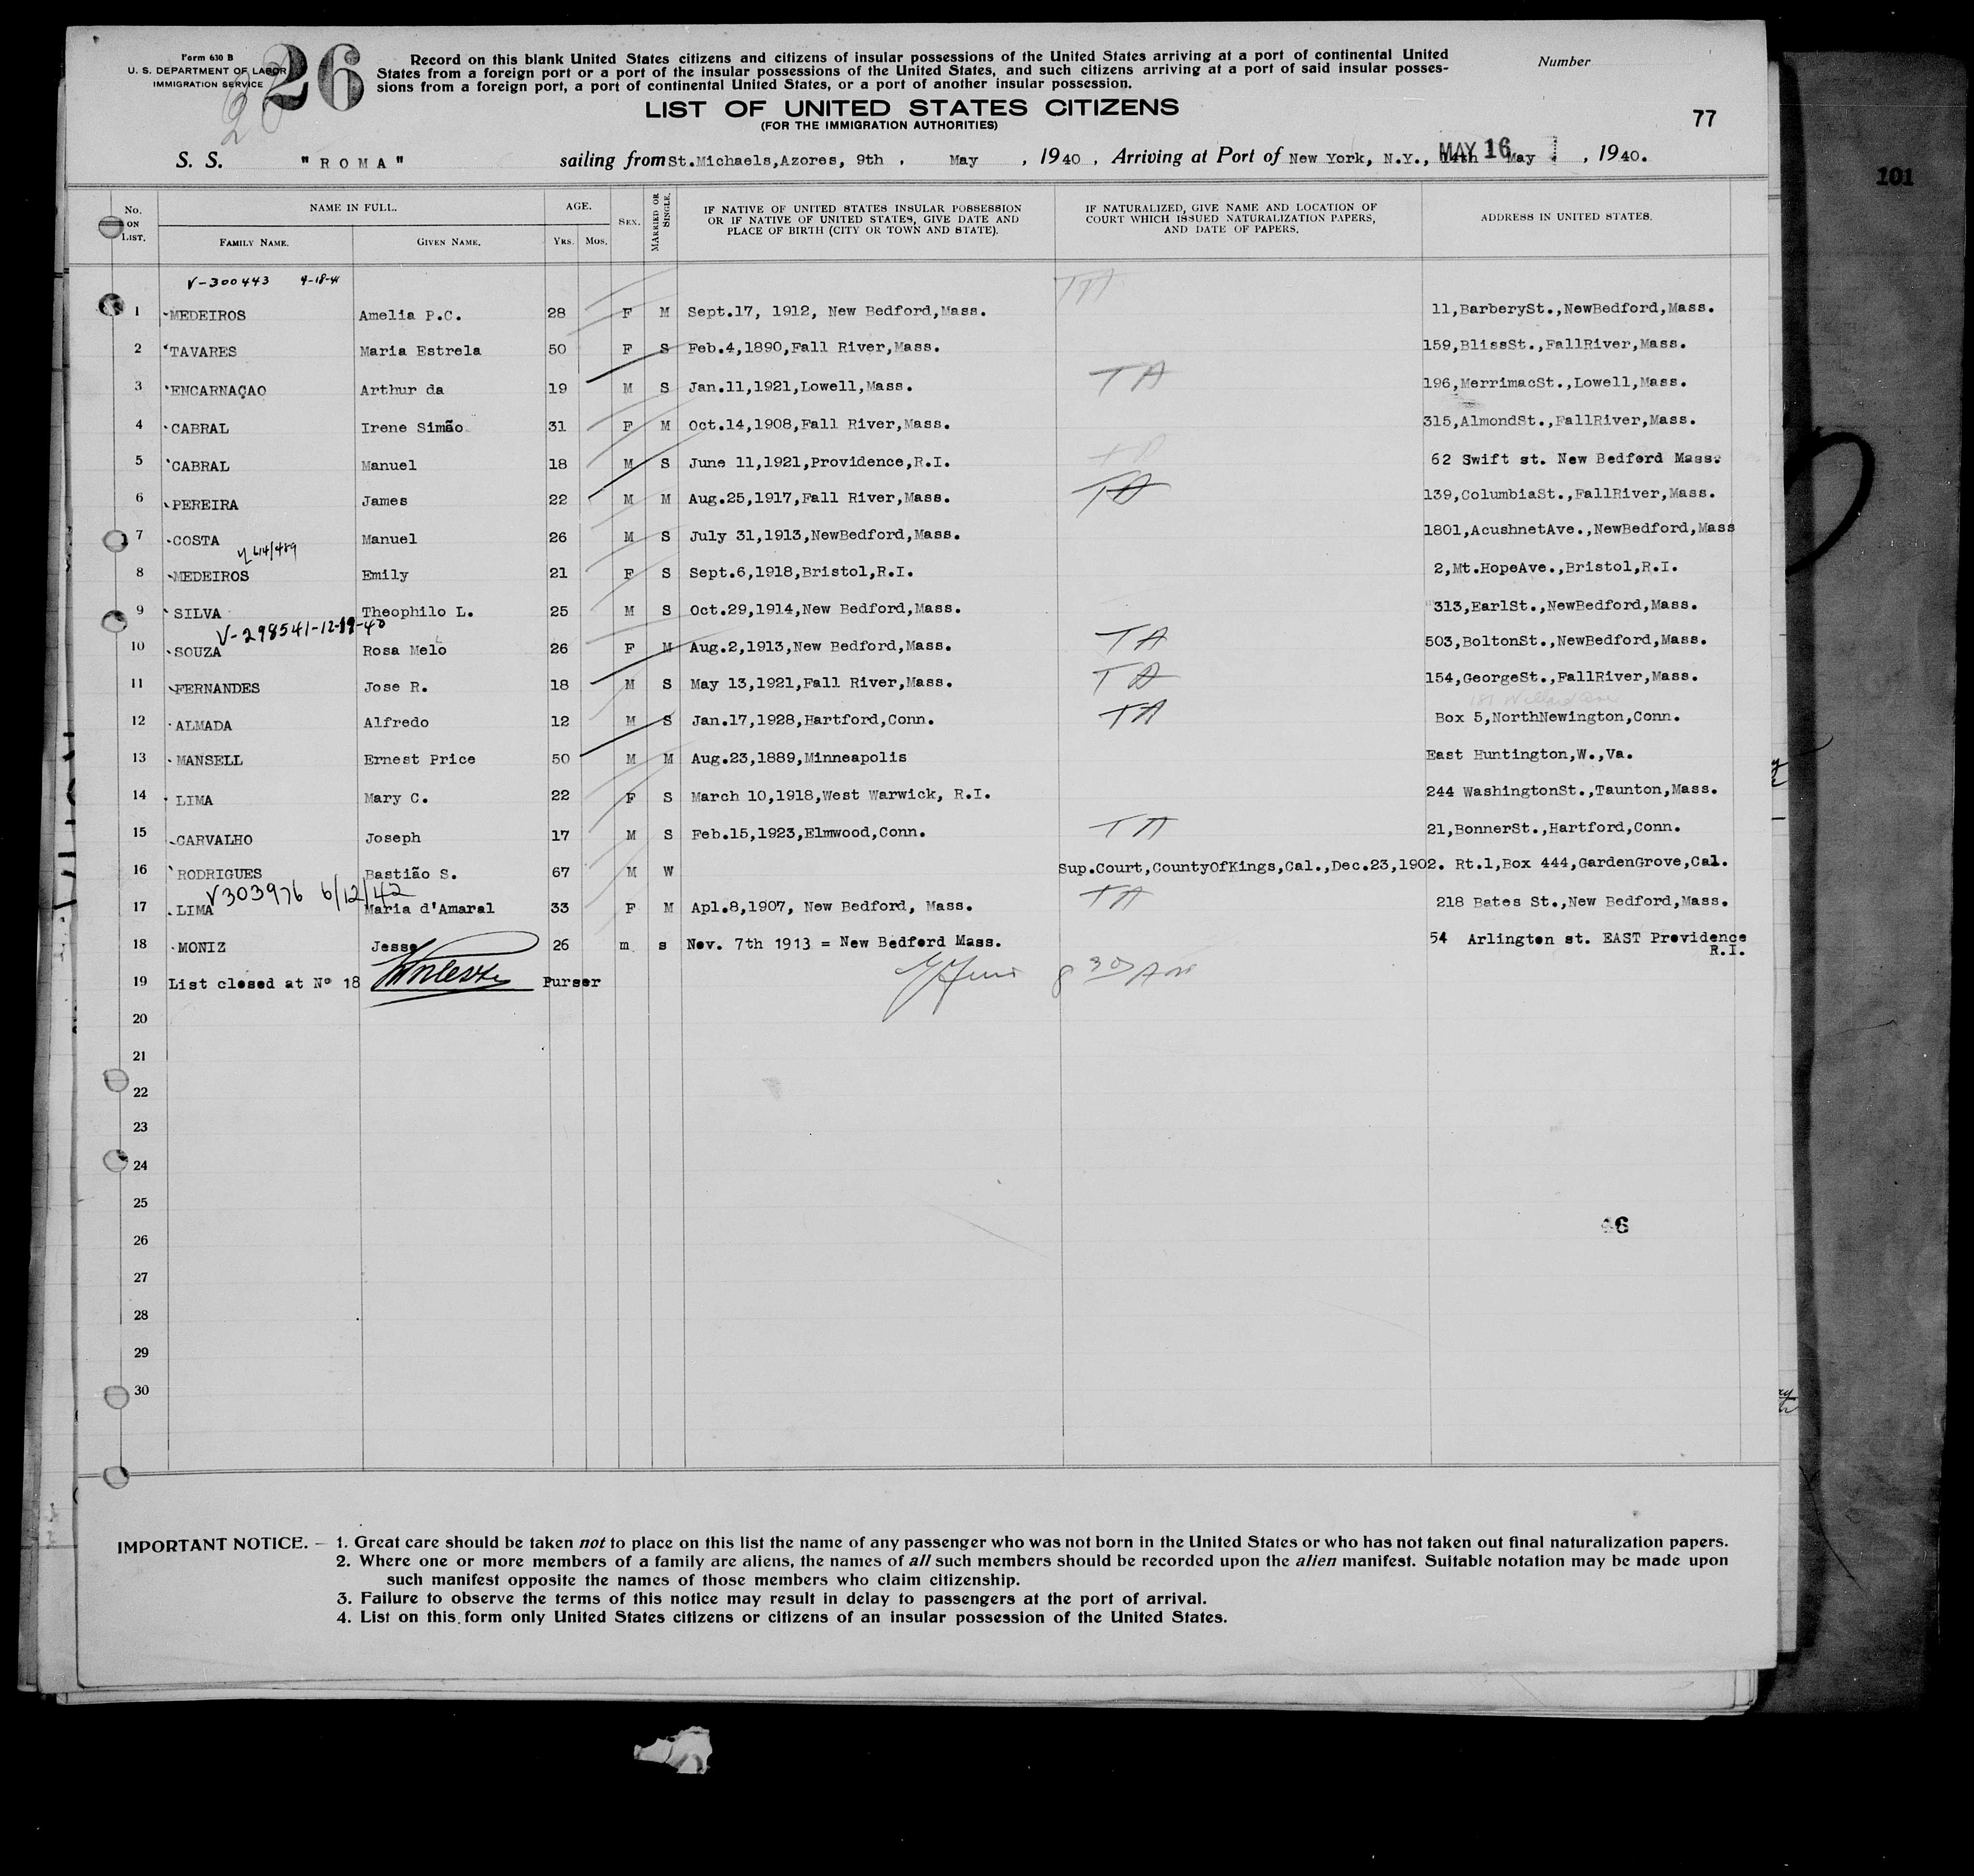 Form 630 B
U. S. DEPARTMENT OF LABOR
IMMIGRATION SERVICE
26
Record on this blank United States citizens and citizens of insular possessions of the United States arriving at a port of continental United
States from a foreign port or a port of the insular possessions of the United States, and such citizens arriving at a port of said insular posses-
sions from a foreign port, a port of continental United States, or a port of another insular possession.
Number
LIST OF UNITED STATES CITIZENS
(FOR THE IMMIGRATION AUTHORITIES)
77
101
S. S. "ROMA" sailing from St.Michaels,Azores, 9th , May , 1940 , Arriving at Port of New York, N.Y., 14th MAY 16 May , 1940.
No. ON LIST. NAME IN FULL. FAMILY NAME. GIVEN NAME. AGE. YRS. MOS. SEX. MARRIED OR SINGLE. IF NATIVE OF UNITED STATES INSULAR POSSESSION OR IF NATIVE OF UNITED STATES, GIVE DATE AND PLACE OF BIRTH (CITY OR TOWN AND STATE). IF NATURALIZED, GIVE NAME AND LOCATION OF COURT WHICH ISSUED NATURALIZATION PAPERS, AND DATE OF PAPERS. ADDRESS IN UNITED STATES.
V-300443 4-18-41
1 MEDEIROS Amelia P.C. 28 F M Sept.17, 1912, New Bedford,Mass. 11,BarberySt.,NewBedford,Mass.
2 TAVARES Maria Estrela 50 F S Feb.4,1890,Fall River,Mass. 159,BlissSt.,FallRiver,Mass.
3 ENCARNAÇAO Arthur da 19 M S Jan.11,1921,Lowell,Mass. TA 196,MerrimacSt.,Lowell,Mass.
4 CABRAL Irene Simão 31 F M Oct.14,1908,Fall River,Mass. 315,AlmondSt.,FallRiver,Mass.
5 CABRAL Manuel 18 M S June 11,1921,Providence,R.I. 62 Swift st. New Bedford Mass.
6 PEREIRA James 22 M M Aug.25,1917,Fall River,Mass. TA 139,ColumbiaSt.,FallRiver,Mass.
7 COSTA Manuel 26 M S July 31,1913,NewBedford,Mass. 1801,AcushnetAve.,NewBedford,Mass
8 MEDEIROS Emily 21 F S Sept.6,1918,Bristol,R.I. 2,Mt.HopeAve.,Bristol,R.I.
9 SILVA Theophilo L. 25 M S Oct.29,1914,New Bedford,Mass. 313,EarlSt.,NewBedford,Mass.
V-298541-12-19-40
10 SOUZA Rosa Melo 26 F M Aug.2,1913,New Bedford,Mass. TA 503,BoltonSt.,NewBedford,Mass.
11 FERNANDES Jose R. 18 M S May 13,1921,Fall River,Mass. TA 154,GeorgeSt.,FallRiver,Mass.
12 ALMADA Alfredo 12 M S Jan.17,1928,Hartford,Conn. TA Box 5,NorthNewington,Conn.
13 MANSELL Ernest Price 50 M M Aug.23,1889,Minneapolis East Huntington,W.,Va.
14 LIMA Mary C. 22 F S March 10,1918,West Warwick, R.I. 244 WashingtonSt.,Taunton,Mass.
15 CARVALHO Joseph 17 M S Feb.15,1923,Elmwood,Conn. TA 21,BonnerSt.,Hartford,Conn.
16 RODRIGUES Bastião S. 67 M W Sup.Court,CountyOfKings,Cal.,Dec.23,1902. Rt.1,Box 444,GardenGrove,Cal.
V303976 6/12/42
17 LIMA Maria d'Amaral 33 F M Apl.8,1907, New Bedford, Mass. TA 218 Bates St.,New Bedford,Mass.
18 MONIZ Jesse 26 m s Nov. 7th 1913 = New Bedford Mass. 54 Arlington st. EAST Providence
R.I.
19 List closed at Nº 18 Purser
20
21
22
23
24
25
26
27
28
29
30
IMPORTANT NOTICE. — 1. Great care should be taken not to place on this list the name of any passenger who was not born in the United States or who has not taken out final naturalization papers.
2. Where one or more members of a family are aliens, the names of all such members should be recorded upon the alien manifest. Suitable notation may be made upon
such manifest opposite the names of those members who claim citizenship.
3. Failure to observe the terms of this notice may result in delay to passengers at the port of arrival.
4. List on this form only United States citizens or citizens of an insular possession of the United States.